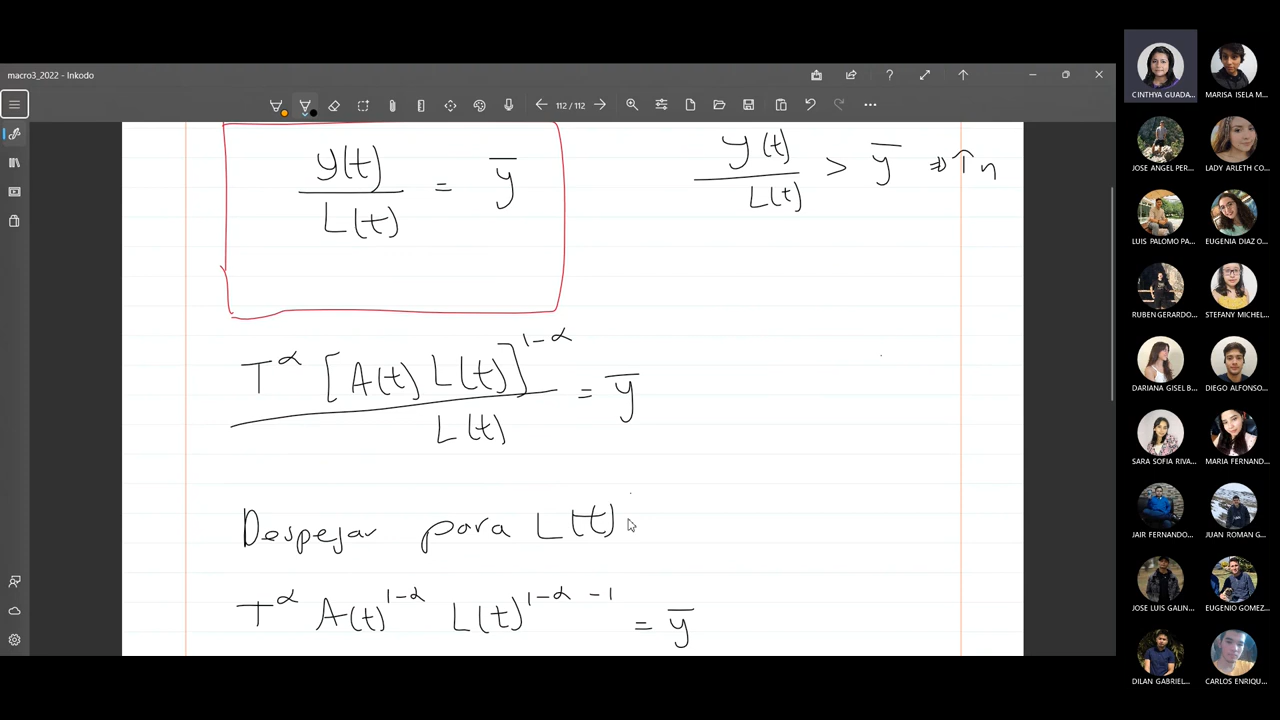 macro3_2022 - Inkodo
112 / 112
y(t) / L(t) = y̅
y(t) / L(t) > y̅ ⇒ ↑ n
T^α [A(t) L(t)]^1-α / L(t) = y̅
Despejar para L(t)
T^α A(t)^1-α L(t)^1-α -1 = y̅
CINTHYA GUADA...
MARISA ISELA M...
JOSE ANGEL PER...
LADY ARLETH CO...
LUIS PALOMO PA...
EUGENIA DIAZ O...
RUBEN GERARDO...
STEFANY MICHEL...
DARIANA GISEL B...
DIEGO ALFONSO...
SARA SOFIA RIVA...
MARIA FERNAND...
JAIR FERNANDO...
JUAN ROMAN G...
JOSE LUIS GALIN...
EUGENIO GOMEZ...
DILAN GABRIEL...
CARLOS ENRIQU...